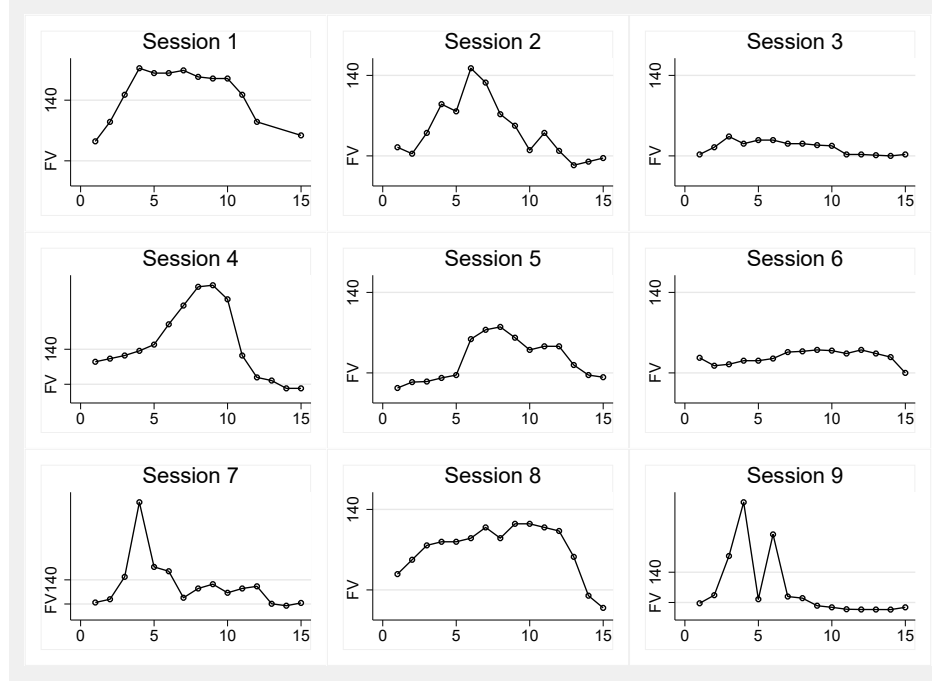 Session 1
140
FV
0 5 10 15
Session 2
140
FV
0 5 10 15
Session 3
140
FV
0 5 10 15
Session 4
140
FV
0 5 10 15
Session 5
140
FV
0 5 10 15
Session 6
140
FV
0 5 10 15
Session 7
140
FV
0 5 10 15
Session 8
140
FV
0 5 10 15
Session 9
140
FV
0 5 10 15